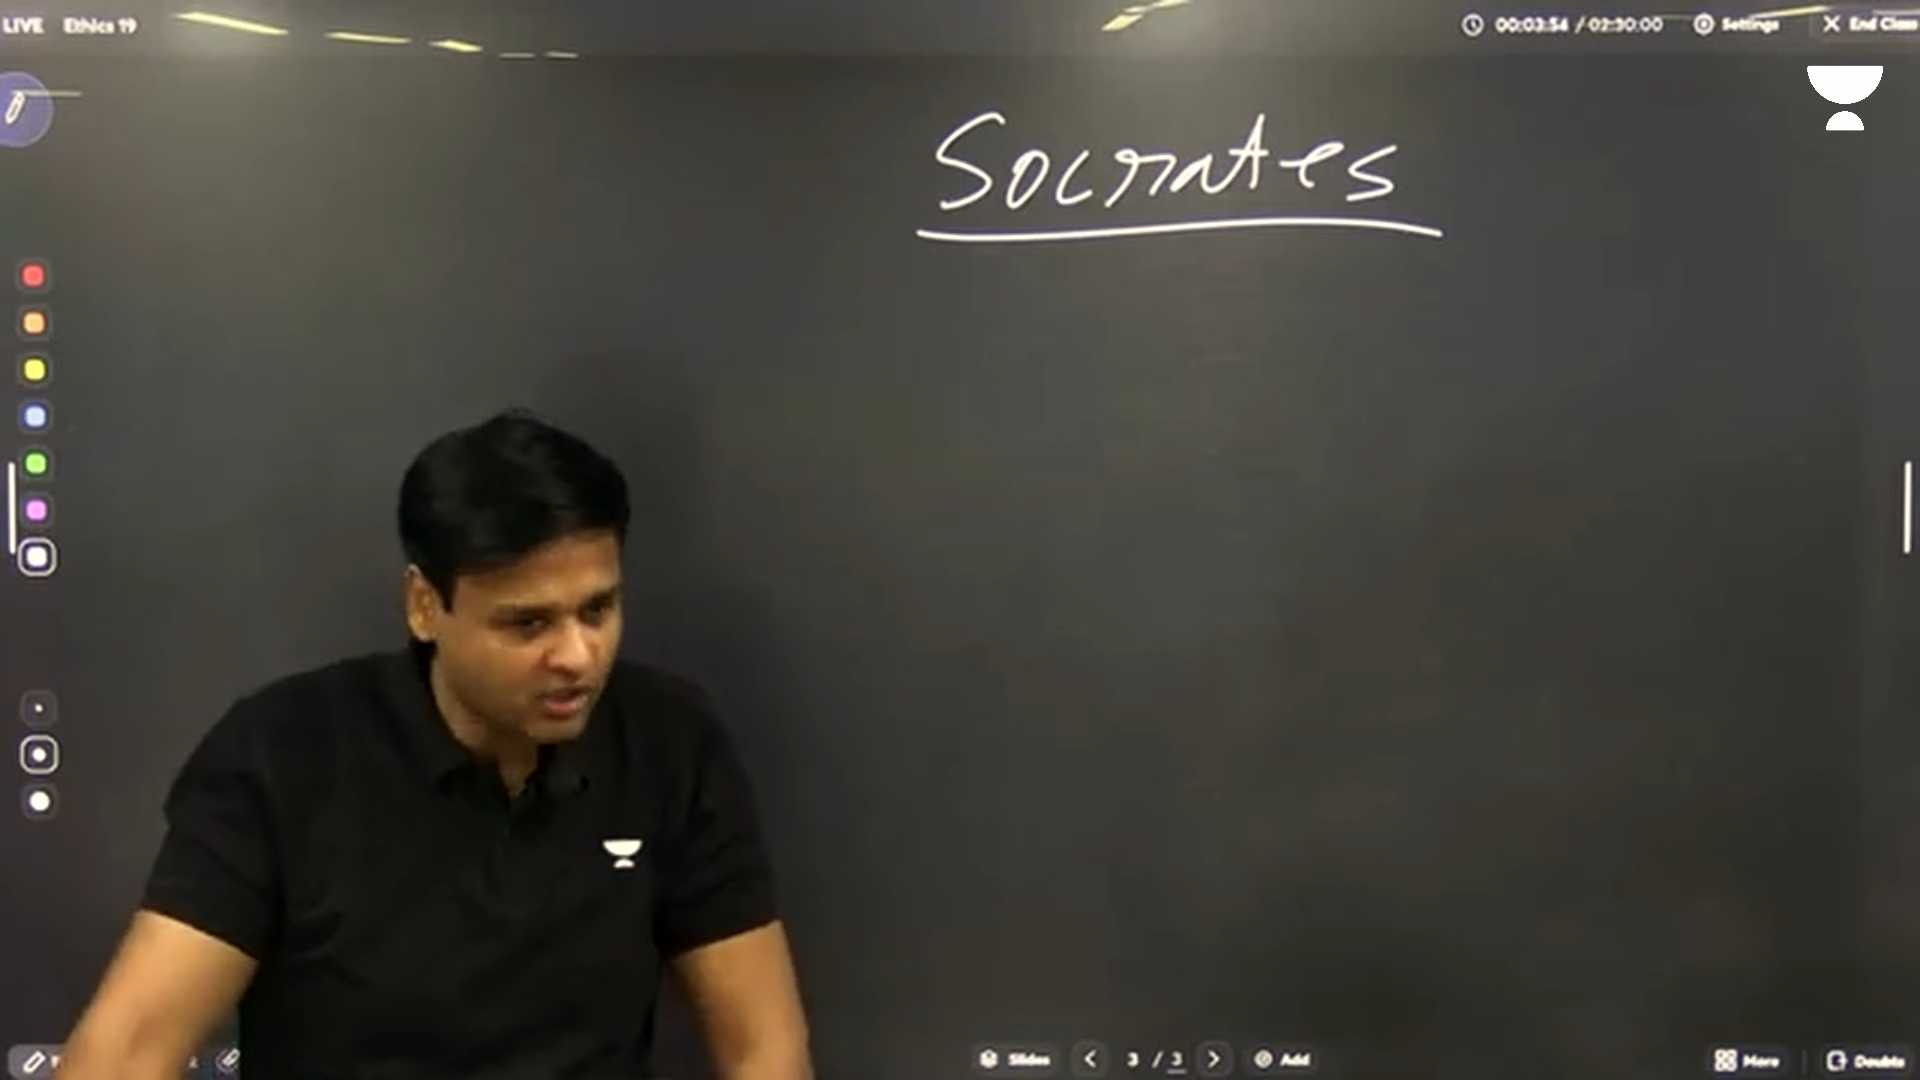 LIVE Ethics 19
00:03:54 / 02:30:00 Settings End Class
Socrates
Slides 3 / 3 Add
More Doubts